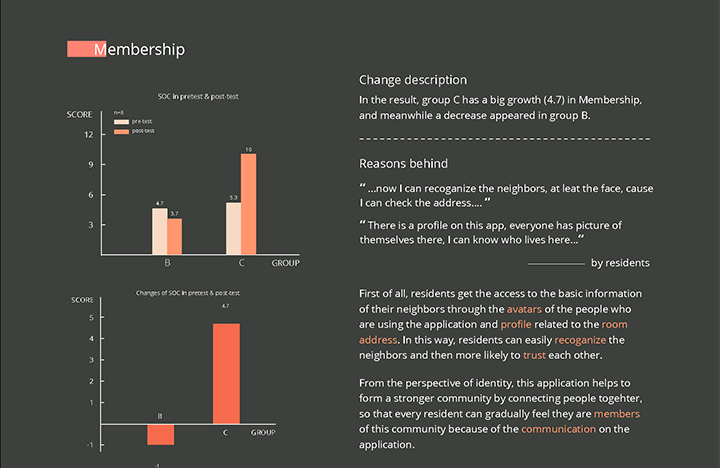 Membership
SOC in pretest & post-test
SCORE
n=6
pre-test
post-test
12
9
6
3
4.7
3.7
5.3
10
B
C
GROUP
Changes of SOC in pretest & post-test
SCORE
5
4
3
2
1
-1
4.7
B
C
GROUP
-1
Change description
In the result, group C has a big growth (4.7) in Membership,
and meanwhile a decrease appeared in group B.
Reasons behind
“ ...now I can recoganize the neighbors, at leat the face, cause
I can check the address.... ”
“ There is a profile on this app, everyone has picture of
themselves there, I can know who lives here...”
by residents
First of all, residents get the access to the basic information
of their neighbors through the avatars of the people who
are using the application and profile related to the room
address. In this way, residents can easily recoganize the
neighbors and then more likely to trust each other.
From the perspective of identity, this application helps to
form a stronger community by connecting people togehter,
so that every resident can gradually feel they are members
of this community because of the communication on the
application.